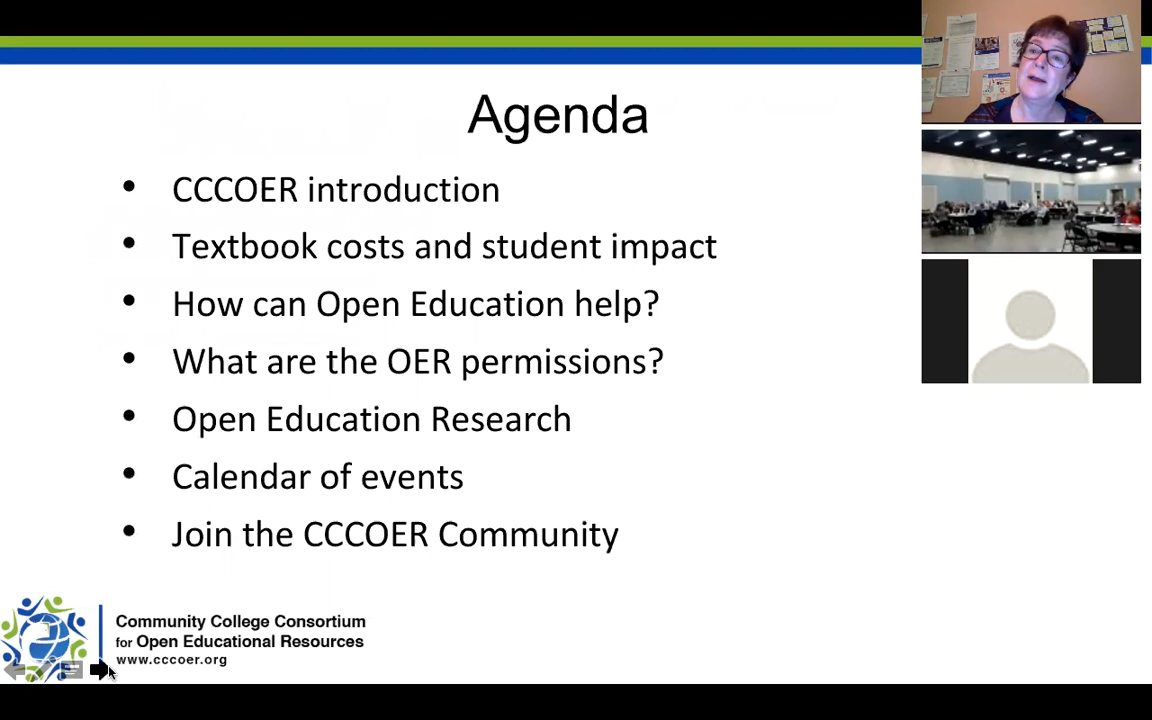 Agenda
• CCCOER introduction
• Textbook costs and student impact
• How can Open Education help?
• What are the OER permissions?
• Open Education Research
• Calendar of events
• Join the CCCOER Community
Community College Consortium
for Open Educational Resources
www.cccoer.org